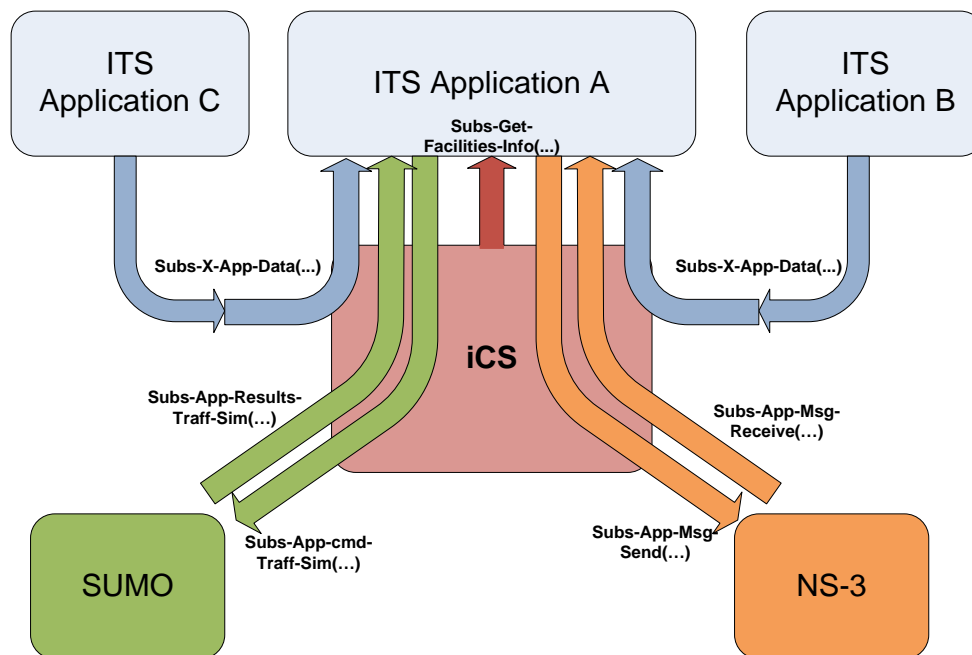 ITS
Application C
ITS Application A
ITS
Application B
Subs-Get-
Facilities-Info(...)
Subs-X-App-Data(...)
Subs-X-App-Data(...)
iCS
Subs-App-Results-
Traff-Sim(…)
Subs-App-Msg-
Receive(…)
Subs-App-cmd-
Traff-Sim(…)
Subs-App-Msg-
Send(…)
SUMO
NS-3